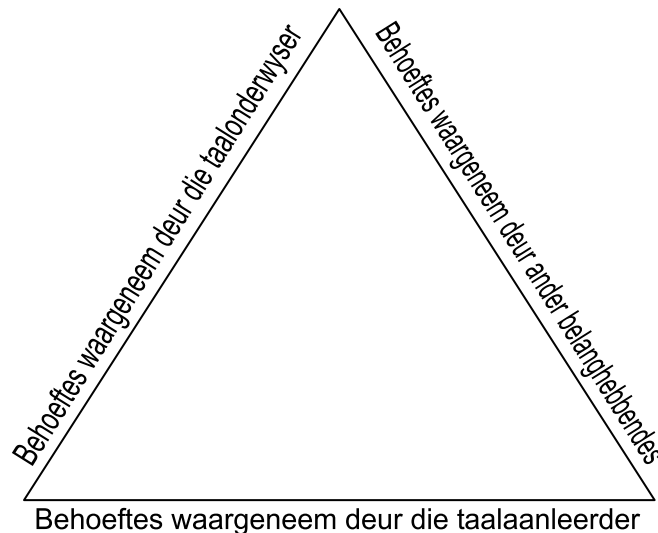 Behoeftes waargeneem deur die taalonderwyser
Behoeftes waargeneem deur ander belanghebbendes
Behoeftes waargeneem deur die taalaanleerder